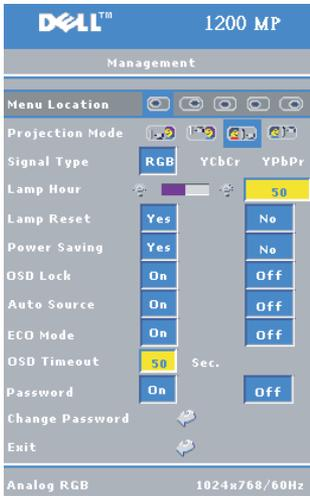 DELL™ 1200 MP
Management
Menu Location
Projection Mode
Signal Type RGB YCbCr YPbPr
Lamp Hour 50
Lamp Reset Yes No
Power Saving Yes No
OSD Lock On Off
Auto Source On Off
ECO Mode On Off
OSD Timeout 50 Sec.
Password On Off
Change Password
Exit
Analog RGB 1024x768/60Hz